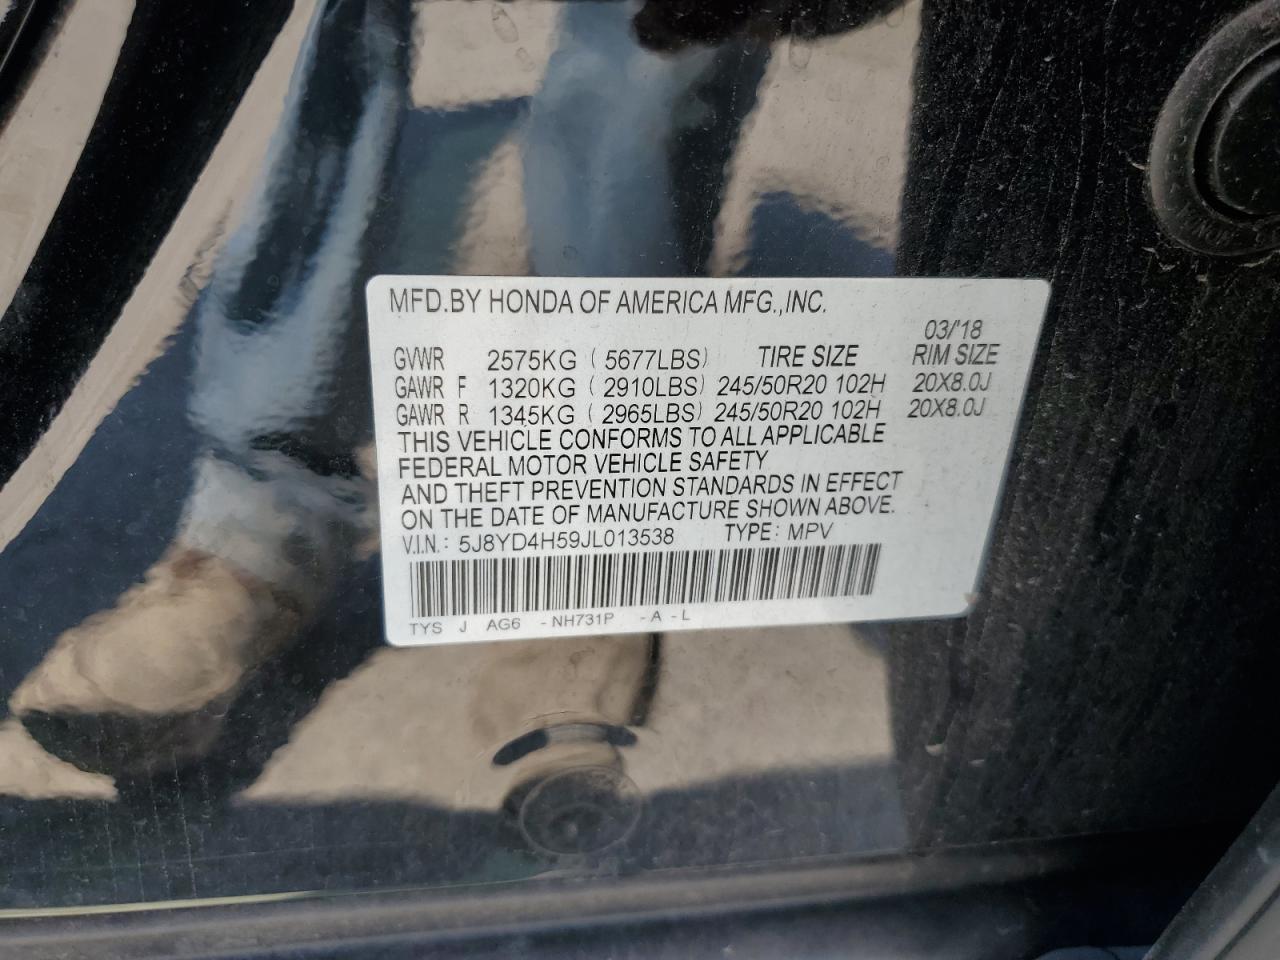 MFD.BY HONDA OF AMERICA MFG.,INC.
03/'18
GVWR 2575KG (5677LBS) TIRE SIZE RIM SIZE
GAWR F 1320KG (2910LBS) 245/50R20 102H 20X8.0J
GAWR R 1345KG (2965LBS) 245/50R20 102H 20X8.0J
THIS VEHICLE CONFORMS TO ALL APPLICABLE
FEDERAL MOTOR VEHICLE SAFETY
AND THEFT PREVENTION STANDARDS IN EFFECT
ON THE DATE OF MANUFACTURE SHOWN ABOVE.
V.I.N.: 5J8YD4H59JL013538 TYPE: MPV
TYS J AG6 -NH731P -A -L